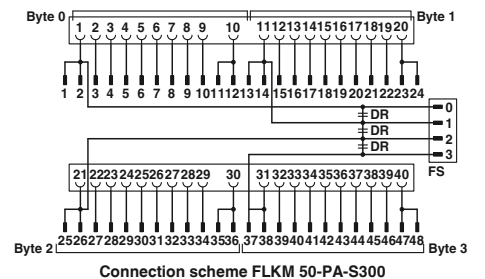 Byte 0 Byte 1
1 2 3 4 5 6 7 8 9 10 11 12 13 14 15 16 17 18 19 20
1 2 3 4 5 6 7 8 9 10 11 12 13 14 15 16 17 18 19 20 21 22 23 24
0
DR
1
DR
2
DR
3
FS
21 22 23 24 25 26 27 28 29 30 31 32 33 34 35 36 37 38 39 40
25 26 27 28 29 30 31 32 33 34 35 36 37 38 39 40 41 42 43 44 45 46 47 48
Byte 2 Byte 3
Connection scheme FLKM 50-PA-S300